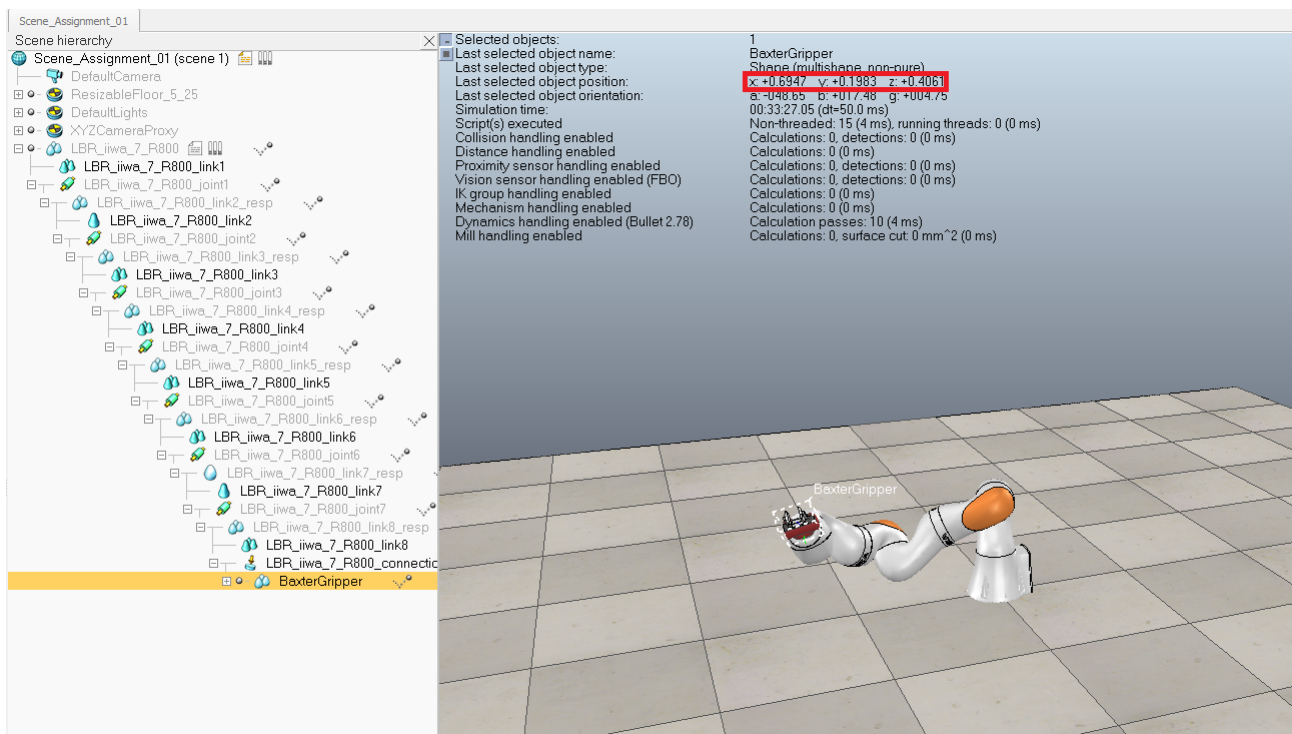 Scene_Assignment_01
Scene hierarchy
Scene_Assignment_01 (scene 1)
DefaultCamera
ResizableFloor_5_25
DefaultLights
XYZCameraProxy
LBR_iiwa_7_R800
LBR_iiwa_7_R800_link1
LBR_iiwa_7_R800_joint1
LBR_iiwa_7_R800_link2_resp
LBR_iiwa_7_R800_link2
LBR_iiwa_7_R800_joint2
LBR_iiwa_7_R800_link3_resp
LBR_iiwa_7_R800_link3
LBR_iiwa_7_R800_joint3
LBR_iiwa_7_R800_link4_resp
LBR_iiwa_7_R800_link4
LBR_iiwa_7_R800_joint4
LBR_iiwa_7_R800_link5_resp
LBR_iiwa_7_R800_link5
LBR_iiwa_7_R800_joint5
LBR_iiwa_7_R800_link6_resp
LBR_iiwa_7_R800_link6
LBR_iiwa_7_R800_joint6
LBR_iiwa_7_R800_link7_resp
LBR_iiwa_7_R800_link7
LBR_iiwa_7_R800_joint7
LBR_iiwa_7_R800_link8_resp
LBR_iiwa_7_R800_link8
LBR_iiwa_7_R800_connectic
BaxterGripper
Selected objects: 1
Last selected object name: BaxterGripper
Last selected object type: Shape (multishape, non-pure)
Last selected object position: x: +0.6947 y: +0.1983 z: +0.4061
Last selected object orientation: a: -048.65 b: +017.48 g: +004.75
Simulation time: 00:33:27.05 (dt=50.0 ms)
Script(s) executed Non-threaded: 15 (4 ms), running threads: 0 (0 ms)
Collision handling enabled Calculations: 0, detections: 0 (0 ms)
Distance handling enabled Calculations: 0 (0 ms)
Proximity sensor handling enabled Calculations: 0, detections: 0 (0 ms)
Vision sensor handling enabled (FBO) Calculations: 0, detections: 0 (0 ms)
IK group handling enabled Calculations: 0 (0 ms)
Mechanism handling enabled Calculations: 0 (0 ms)
Dynamics handling enabled (Bullet 2.78) Calculation passes: 10 (4 ms)
Mill handling enabled Calculations: 0, surface cut: 0 mm^2 (0 ms)
BaxterGripper